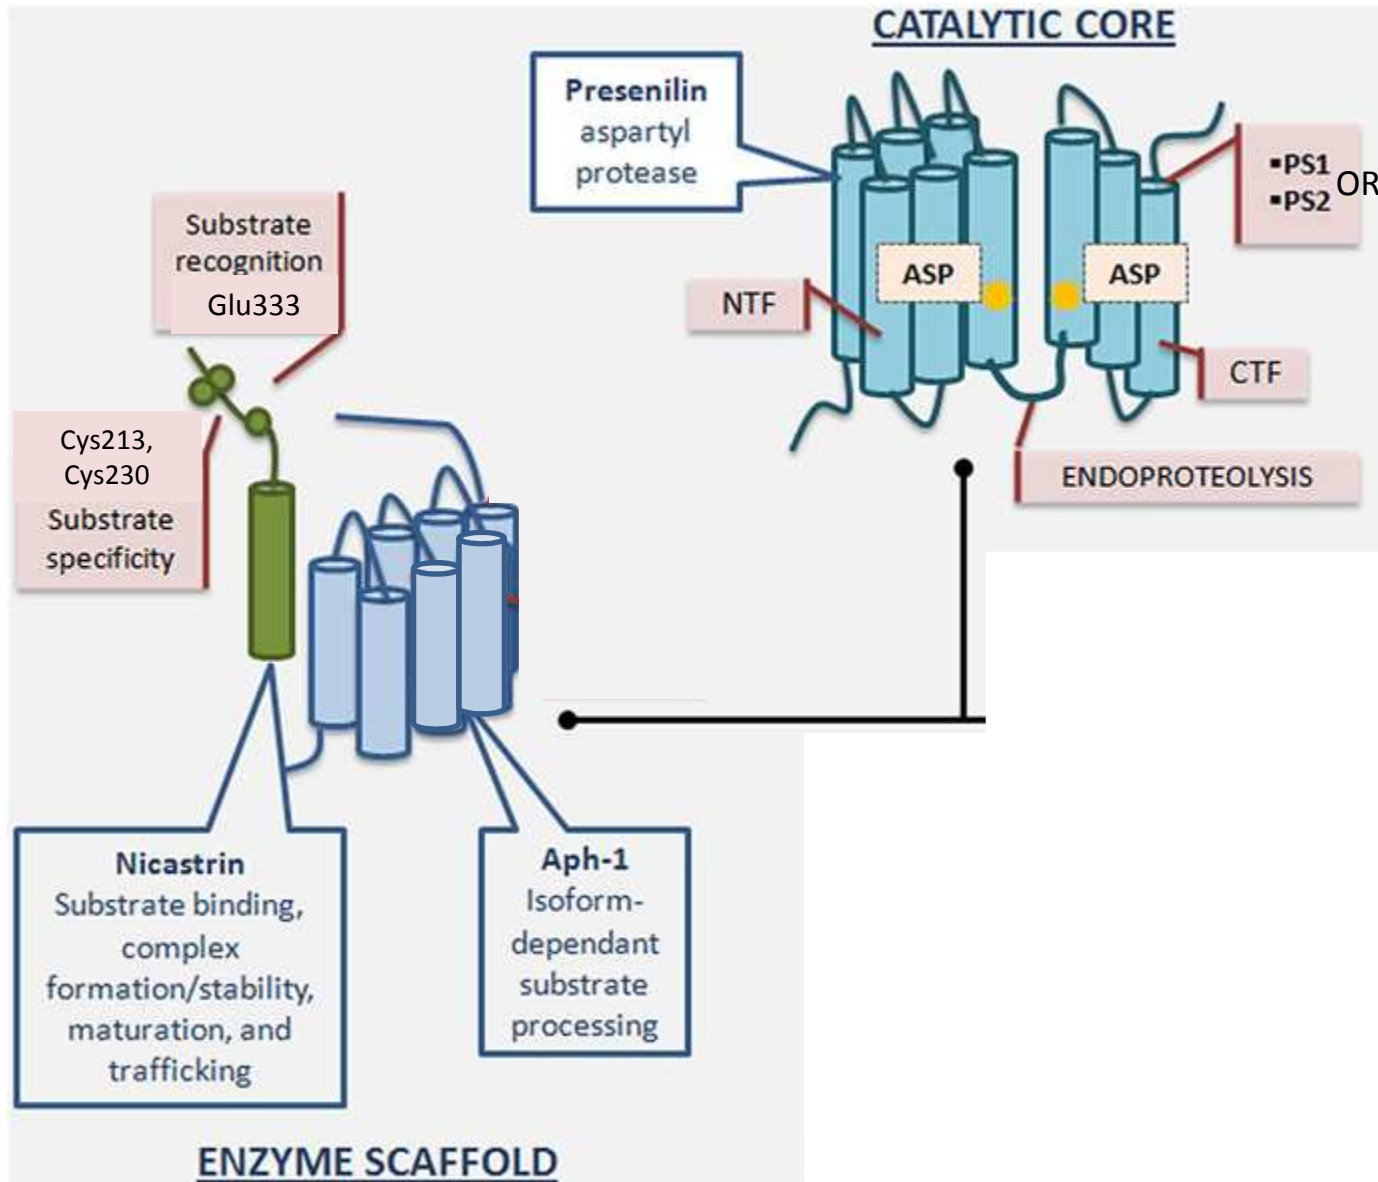 CATALYTIC CORE
Presenilin
aspartyl
protease
▪PS1
▪PS2
OR
ASP
ASP
NTF
CTF
ENDOPROTEOLYSIS
Substrate
recognition
Glu333
Cys213,
Cys230
Substrate
specificity
Nicastrin
Substrate binding,
complex
formation/stability,
maturation, and
trafficking
Aph-1
Isoform-
dependant
substrate
processing
ENZYME SCAFFOLD